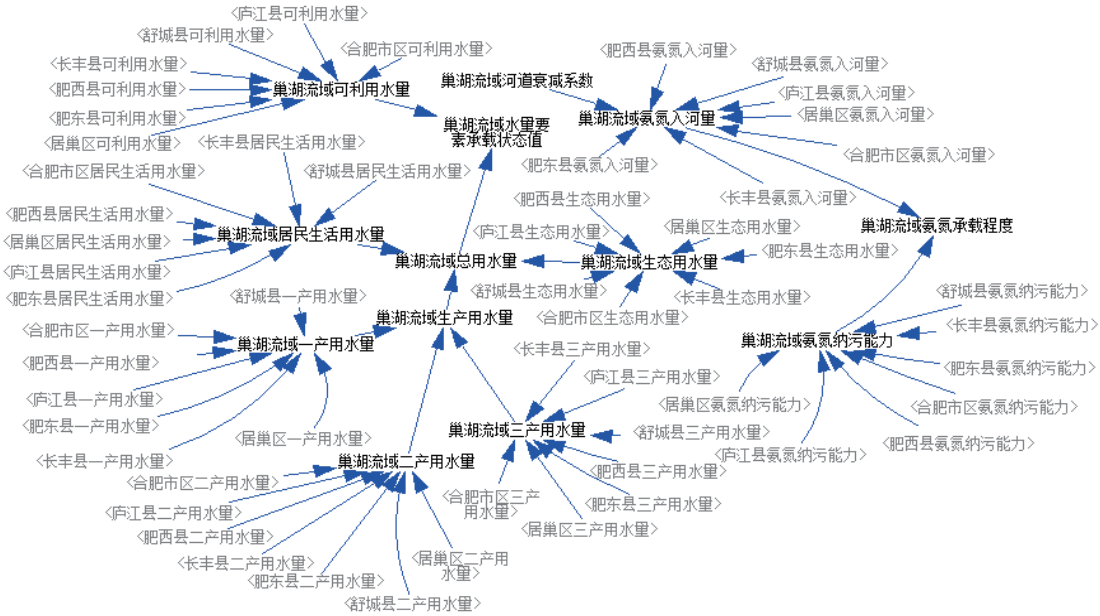 <庐江县可利用水量>
<舒城县可利用水量>
<合肥市区可利用水量>
<长丰县可利用水量>
<肥西县可利用水量>
巢湖流域可利用水量
<肥东县可利用水量>
<居巢区可利用水量>
巢湖流域河道衰减系数
<肥西县氨氮入河量>
<舒城县氨氮入河量>
<庐江县氨氮入河量>
<居巢区氨氮入河量>
巢湖流域氨氮入河量
<合肥市区氨氮入河量>
<肥东县氨氮入河量>
<长丰县氨氮入河量>
巢湖流域水量要
素承载状态值
<长丰县居民生活用水量>
<合肥市区居民生活用水量>
<舒城县居民生活用水量>
<肥西县居民生活用水量>
巢湖流域居民生活用水量
<居巢区居民生活用水量>
<庐江县居民生活用水量>
<肥东县居民生活用水量>
<肥西县生态用水量>
<庐江县生态用水量>
<居巢区生态用水量>
巢湖流域氨氮承载程度
<肥东县生态用水量>
巢湖流域总用水量
巢湖流域生态用水量
<舒城县生态用水量>
<长丰县生态用水量>
<合肥市区生态用水量>
<舒城县一产用水量>
巢湖流域生产用水量
<合肥市区一产用水量>
巢湖流域一产用水量
<肥西县一产用水量>
<庐江县一产用水量>
<肥东县一产用水量>
<居巢区一产用水量>
<长丰县一产用水量>
<舒城县氨氮纳污能力>
<长丰县氨氮纳污能力>
巢湖流域氨氮纳污能力
<肥东县氨氮纳污能力>
<居巢区氨氮纳污能力>
<合肥市区氨氮纳污能力>
<肥西县氨氮纳污能力>
<庐江县氨氮纳污能力>
<长丰县三产用水量>
<庐江县三产用水量>
巢湖流域三产用水量
<舒城县三产用水量>
<肥西县三产用水量>
<合肥市区三产
用水量>
<肥东县三产用水量>
<居巢区三产用水量>
巢湖流域二产用水量
<合肥市区二产用水量>
<庐江县二产用水量>
<肥西县二产用水量>
<长丰县二产用水量>
<居巢区二产用
水量>
<肥东县二产用水量>
<舒城县二产用水量>